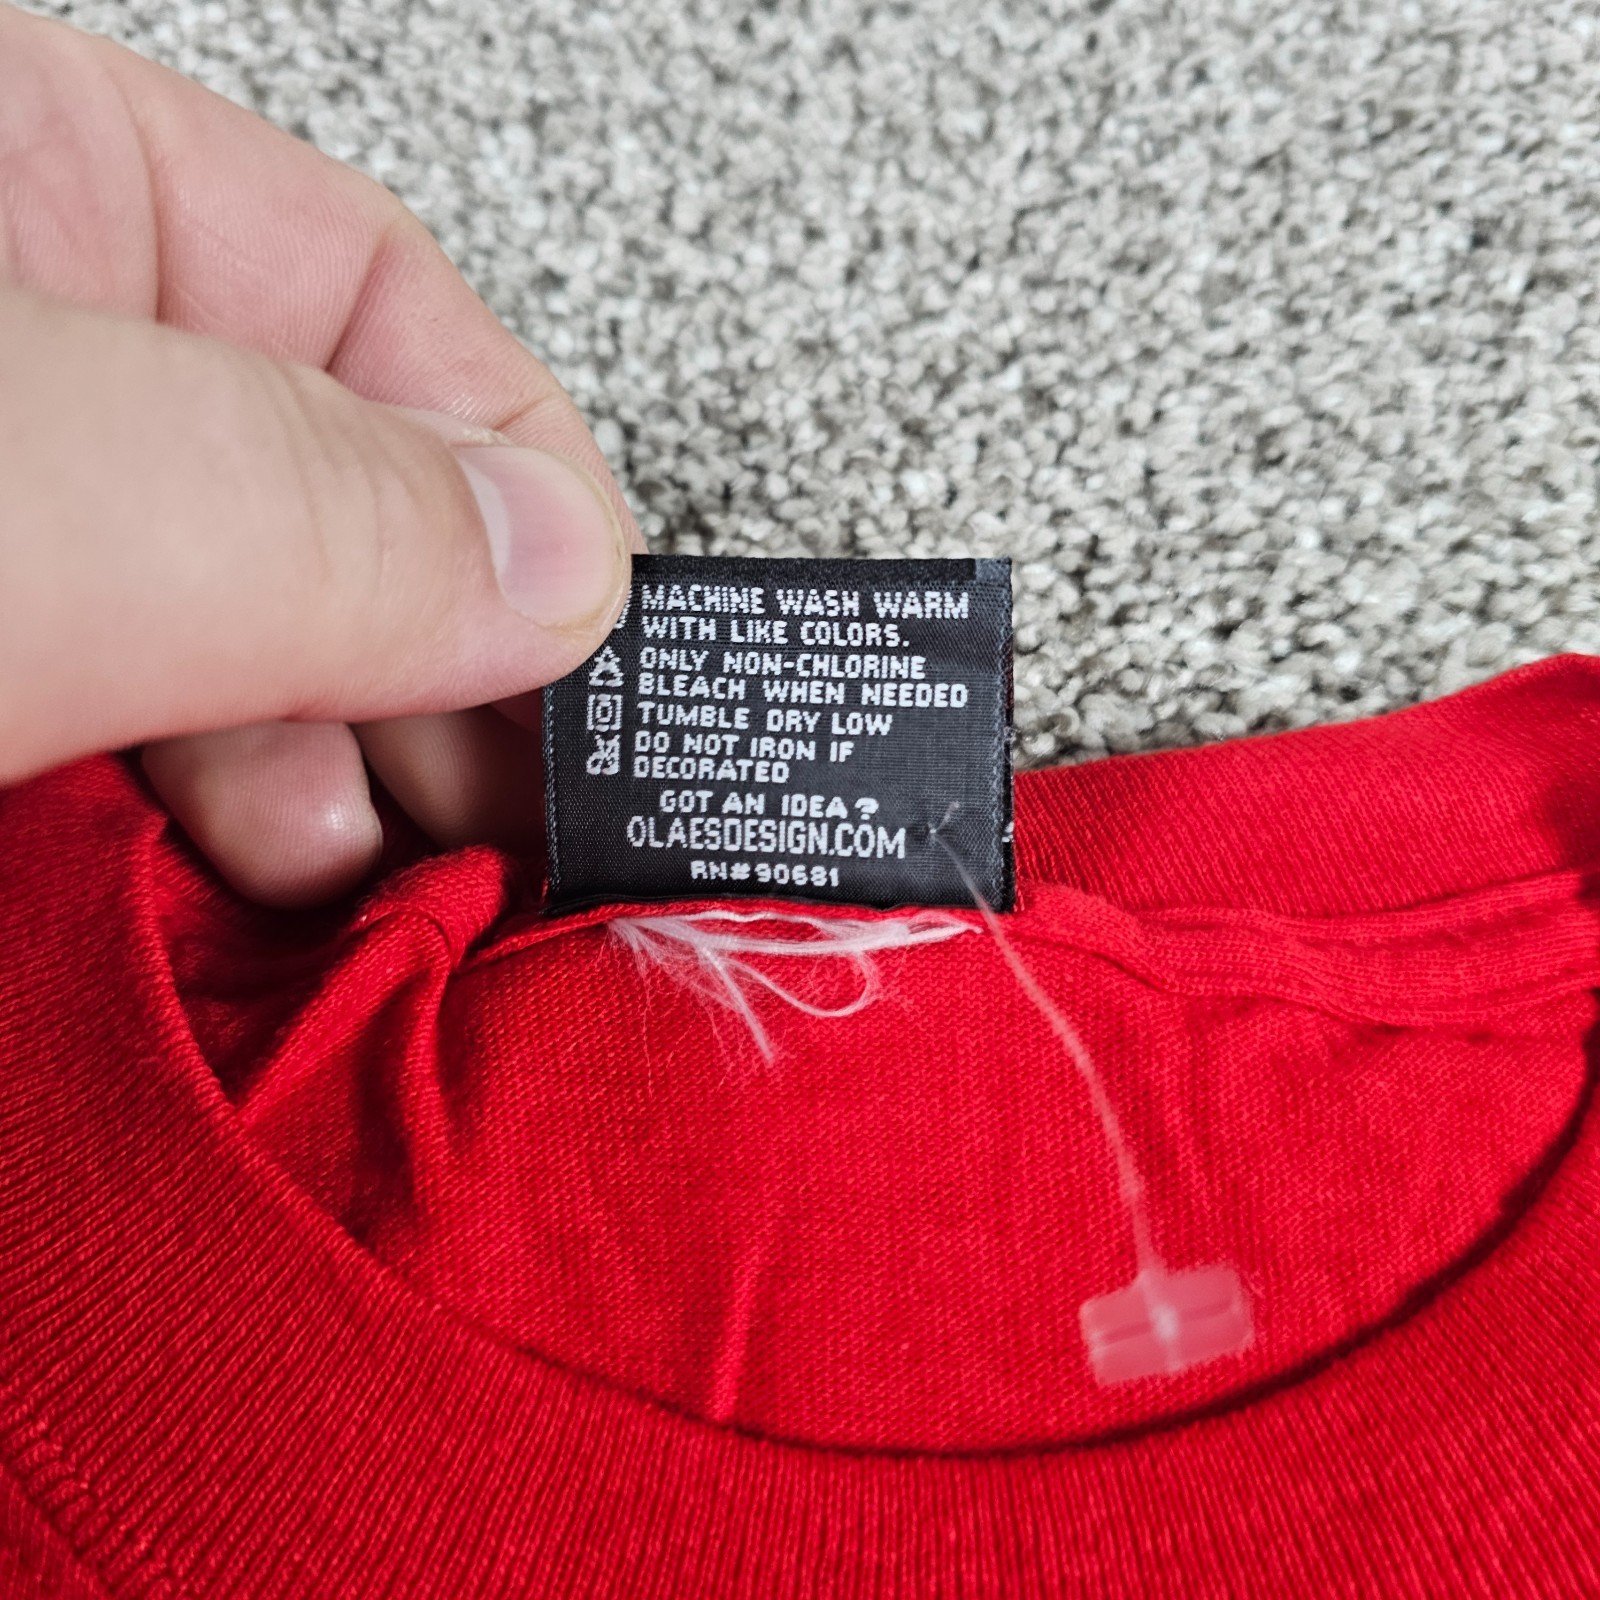 MACHINE WASH WARM
WITH LIKE COLORS.
ONLY NON-CHLORINE
BLEACH WHEN NEEDED
TUMBLE DRY LOW
DO NOT IRON IF
DECORATED
GOT AN IDEA?
OLAESDESIGN.COM
RN#90681